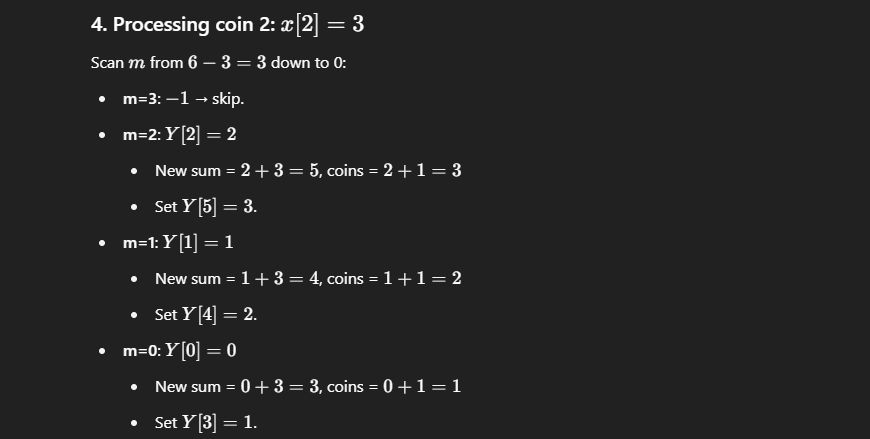 4. Processing coin 2: x[2] = 3
Scan m from 6 − 3 = 3 down to 0:
• m=3: −1 → skip.
• m=2: Y[2] = 2
• New sum = 2 + 3 = 5, coins = 2 + 1 = 3
• Set Y[5] = 3.
• m=1: Y[1] = 1
• New sum = 1 + 3 = 4, coins = 1 + 1 = 2
• Set Y[4] = 2.
• m=0: Y[0] = 0
• New sum = 0 + 3 = 3, coins = 0 + 1 = 1
• Set Y[3] = 1.